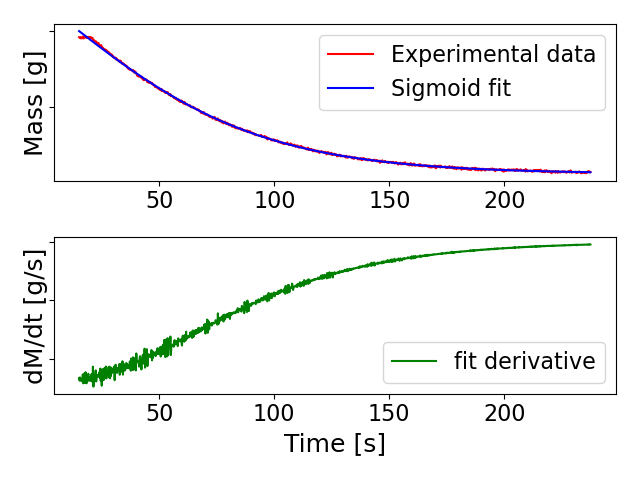 Mass [g]
Experimental data
Sigmoid fit
50 100 150 200
dM/dt [g/s]
fit derivative
50 100 150 200
Time [s]